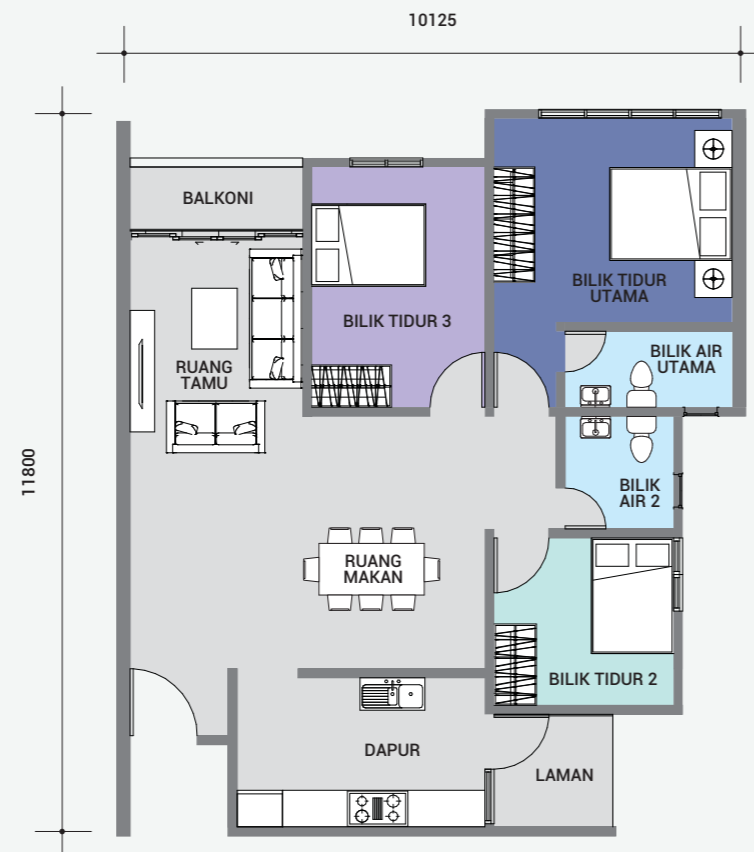 10125
11800
BALKONI
BILIK TIDUR
UTAMA
BILIK TIDUR 3
RUANG
TAMU
BILIK AIR
UTAMA
BILIK
AIR 2
RUANG
MAKAN
BILIK TIDUR 2
DAPUR
LAMAN